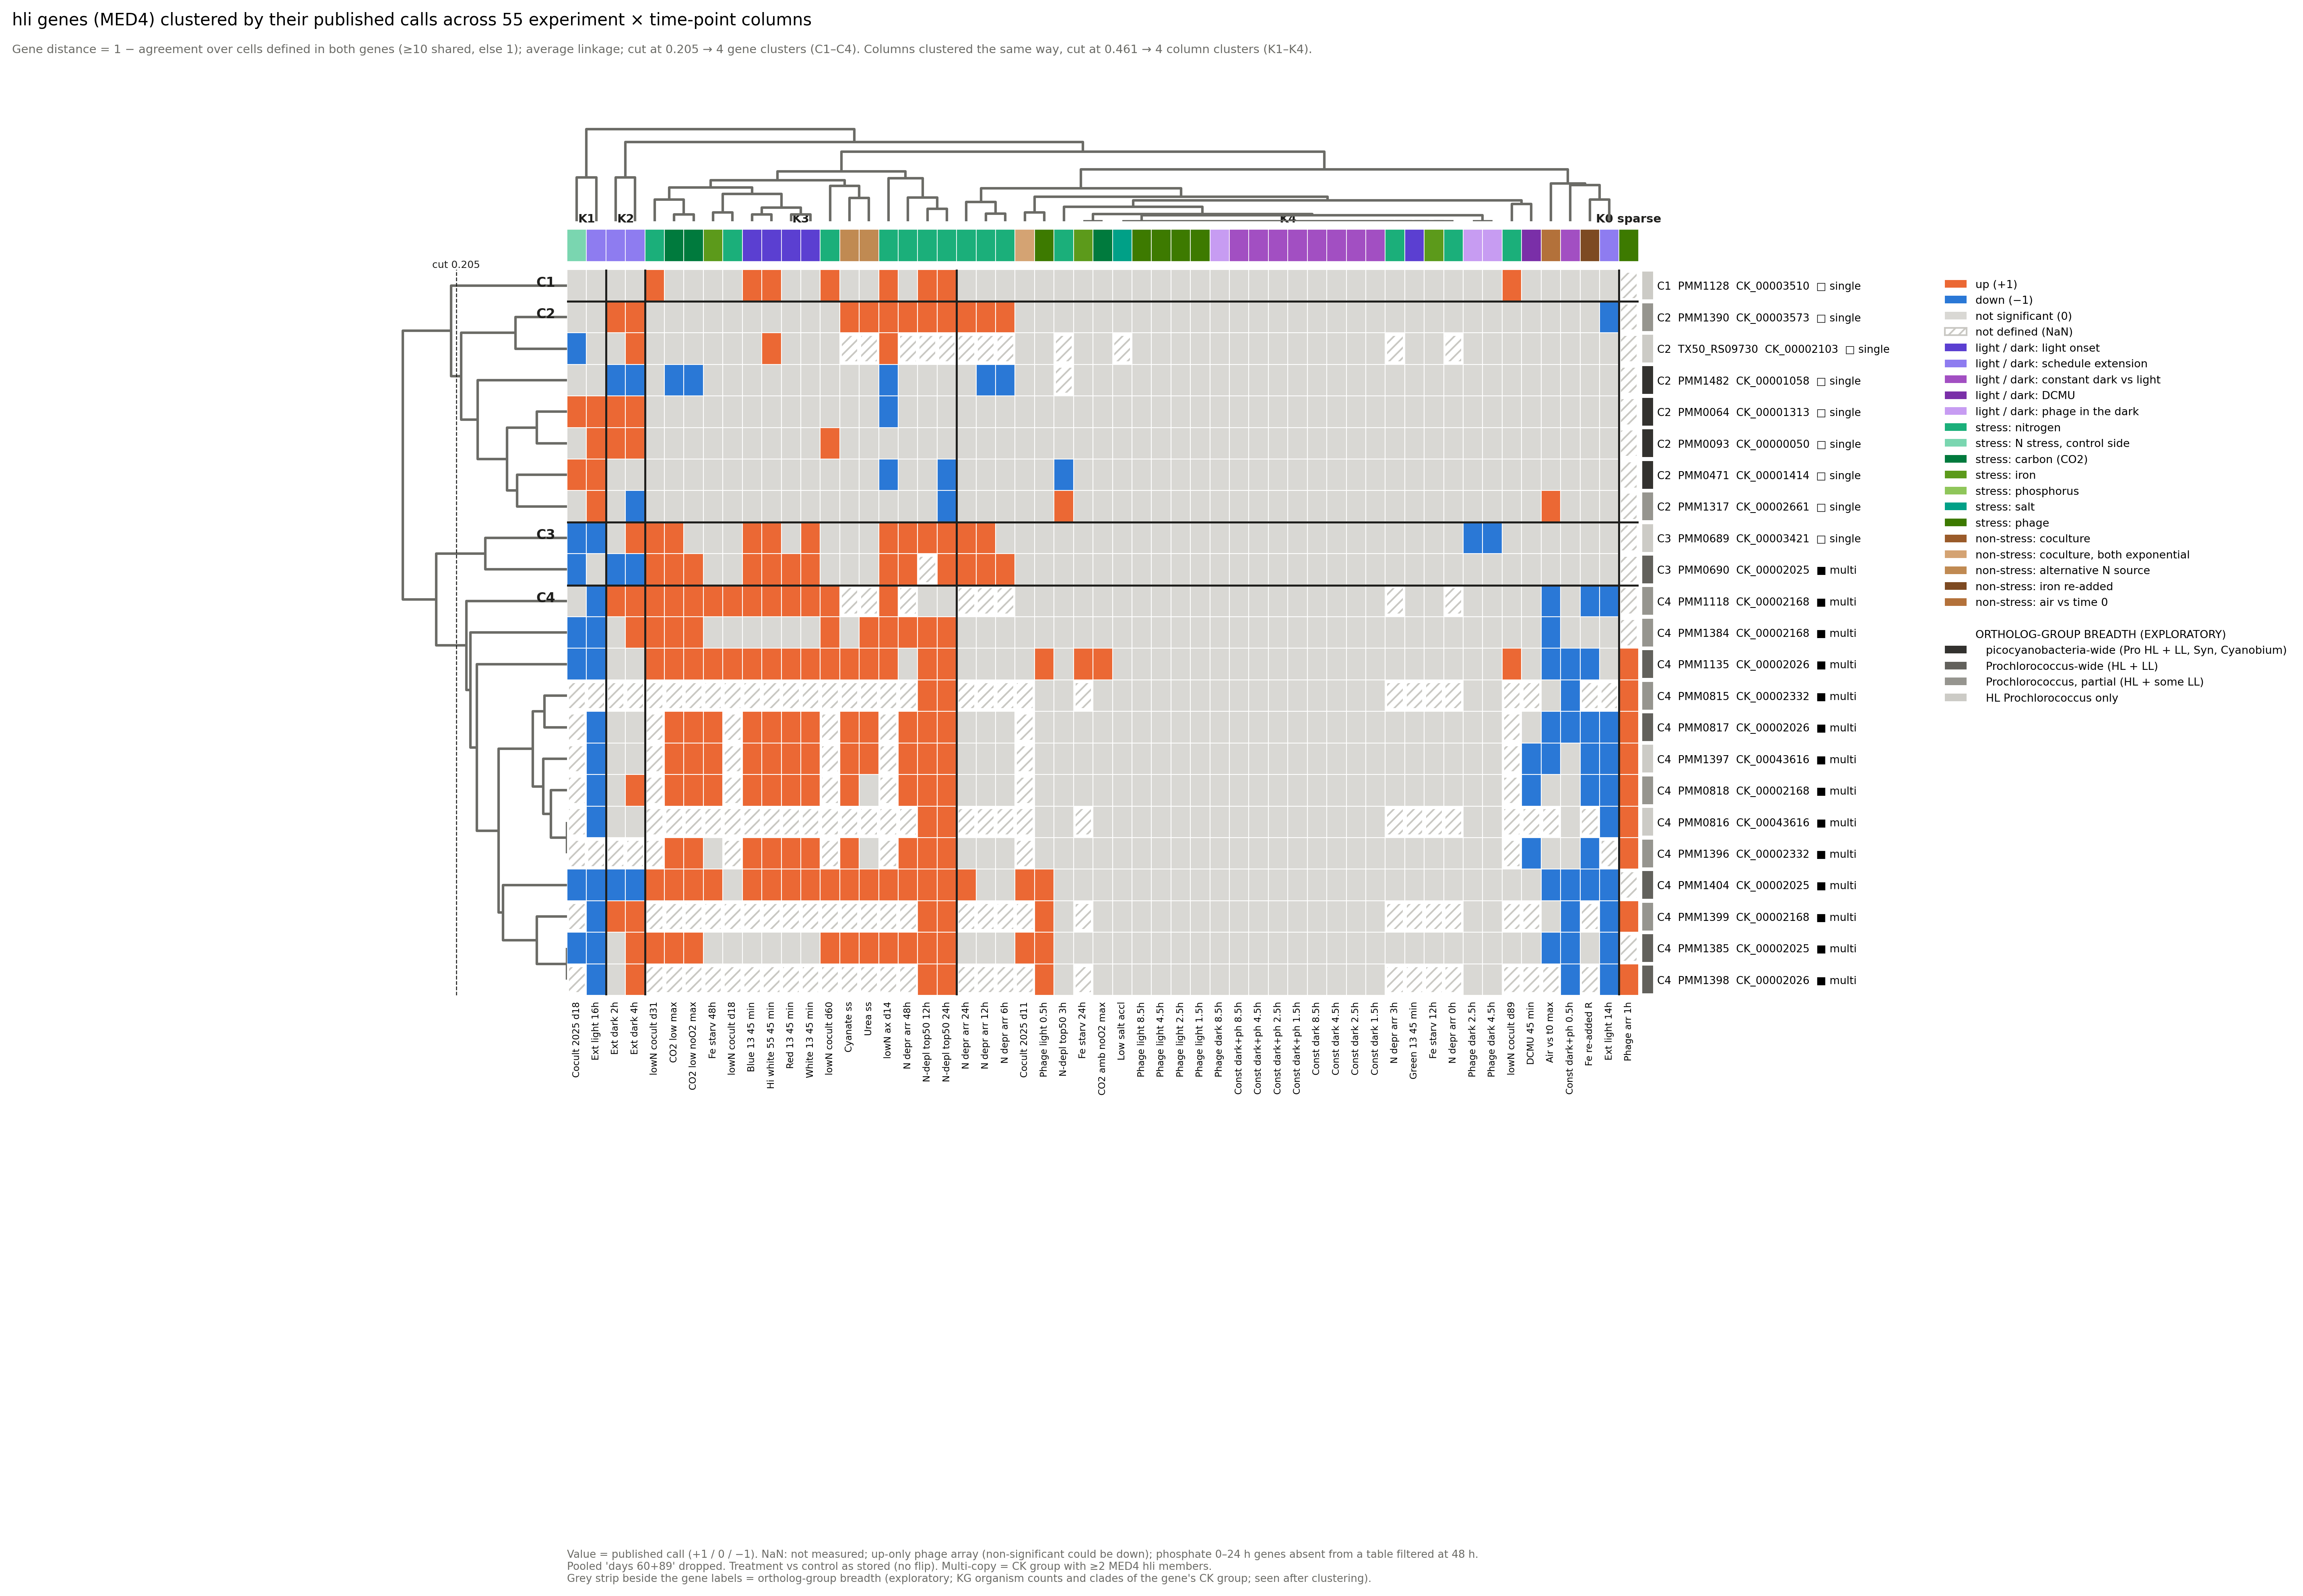 hli genes (MED4) clustered by their published calls across 55 experiment × time-point columns
Gene distance = 1 − agreement over cells defined in both genes (≥10 shared, else 1); average linkage; cut at 0.205 → 4 gene clusters (C1–C4). Columns clustered the same way, cut at 0.461 → 4 column clusters (K1–K4).
K1
K2
K3
K4
K0 sparse
cut 0.205
C1
C2
C3
C4
C1 PMM1128 CK_00003510 □ single
C2 PMM1390 CK_00003573 □ single
C2 TX50_RS09730 CK_00002103 □ single
C2 PMM1482 CK_00001058 □ single
C2 PMM0064 CK_00001313 □ single
C2 PMM0093 CK_00000050 □ single
C2 PMM0471 CK_00001414 □ single
C2 PMM1317 CK_00002661 □ single
C3 PMM0689 CK_00003421 □ single
C3 PMM0690 CK_00002025 ■ multi
C4 PMM1118 CK_00002168 ■ multi
C4 PMM1384 CK_00002168 ■ multi
C4 PMM1135 CK_00002026 ■ multi
C4 PMM0815 CK_00002332 ■ multi
C4 PMM0817 CK_00002026 ■ multi
C4 PMM1397 CK_00043616 ■ multi
C4 PMM0818 CK_00002168 ■ multi
C4 PMM0816 CK_00043616 ■ multi
C4 PMM1396 CK_00002332 ■ multi
C4 PMM1404 CK_00002025 ■ multi
C4 PMM1399 CK_00002168 ■ multi
C4 PMM1385 CK_00002025 ■ multi
C4 PMM1398 CK_00002026 ■ multi
up (+1)
down (−1)
not significant (0)
not defined (NaN)
light / dark: light onset
light / dark: schedule extension
light / dark: constant dark vs light
light / dark: DCMU
light / dark: phage in the dark
stress: nitrogen
stress: N stress, control side
stress: carbon (CO2)
stress: iron
stress: phosphorus
stress: salt
stress: phage
non-stress: coculture
non-stress: coculture, both exponential
non-stress: alternative N source
non-stress: iron re-added
non-stress: air vs time 0
ORTHOLOG-GROUP BREADTH (EXPLORATORY)
picocyanobacteria-wide (Pro HL + LL, Syn, Cyanobium)
Prochlorococcus-wide (HL + LL)
Prochlorococcus, partial (HL + some LL)
HL Prochlorococcus only
Cocult 2025 d18
Ext light 16h
Ext dark 2h
Ext dark 4h
lowN cocult d31
CO2 low max
CO2 low noO2 max
Fe starv 48h
lowN cocult d18
Blue 13 45 min
Hi white 55 45 min
Red 13 45 min
White 13 45 min
lowN cocult d60
Cyanate ss
Urea ss
lowN ax d14
N depr arr 48h
N-depl top50 12h
N-depl top50 24h
N depr arr 24h
N depr arr 12h
N depr arr 6h
Cocult 2025 d11
Phage light 0.5h
N-depl top50 3h
Fe starv 24h
CO2 amb noO2 max
Low salt accl
Phage light 8.5h
Phage light 4.5h
Phage light 2.5h
Phage light 1.5h
Phage dark 8.5h
Const dark+ph 8.5h
Const dark+ph 4.5h
Const dark+ph 2.5h
Const dark+ph 1.5h
Const dark 8.5h
Const dark 4.5h
Const dark 2.5h
Const dark 1.5h
N depr arr 3h
Green 13 45 min
Fe starv 12h
N depr arr 0h
Phage dark 2.5h
Phage dark 4.5h
lowN cocult d89
DCMU 45 min
Air vs t0 max
Const dark+ph 0.5h
Fe re-added R
Ext light 14h
Phage arr 1h
Value = published call (+1 / 0 / −1). NaN: not measured; up-only phage array (non-significant could be down); phosphate 0–24 h genes absent from a table filtered at 48 h.
Pooled 'days 60+89' dropped. Treatment vs control as stored (no flip). Multi-copy = CK group with ≥2 MED4 hli members.
Grey strip beside the gene labels = ortholog-group breadth (exploratory; KG organism counts and clades of the gene's CK group; seen after clustering).